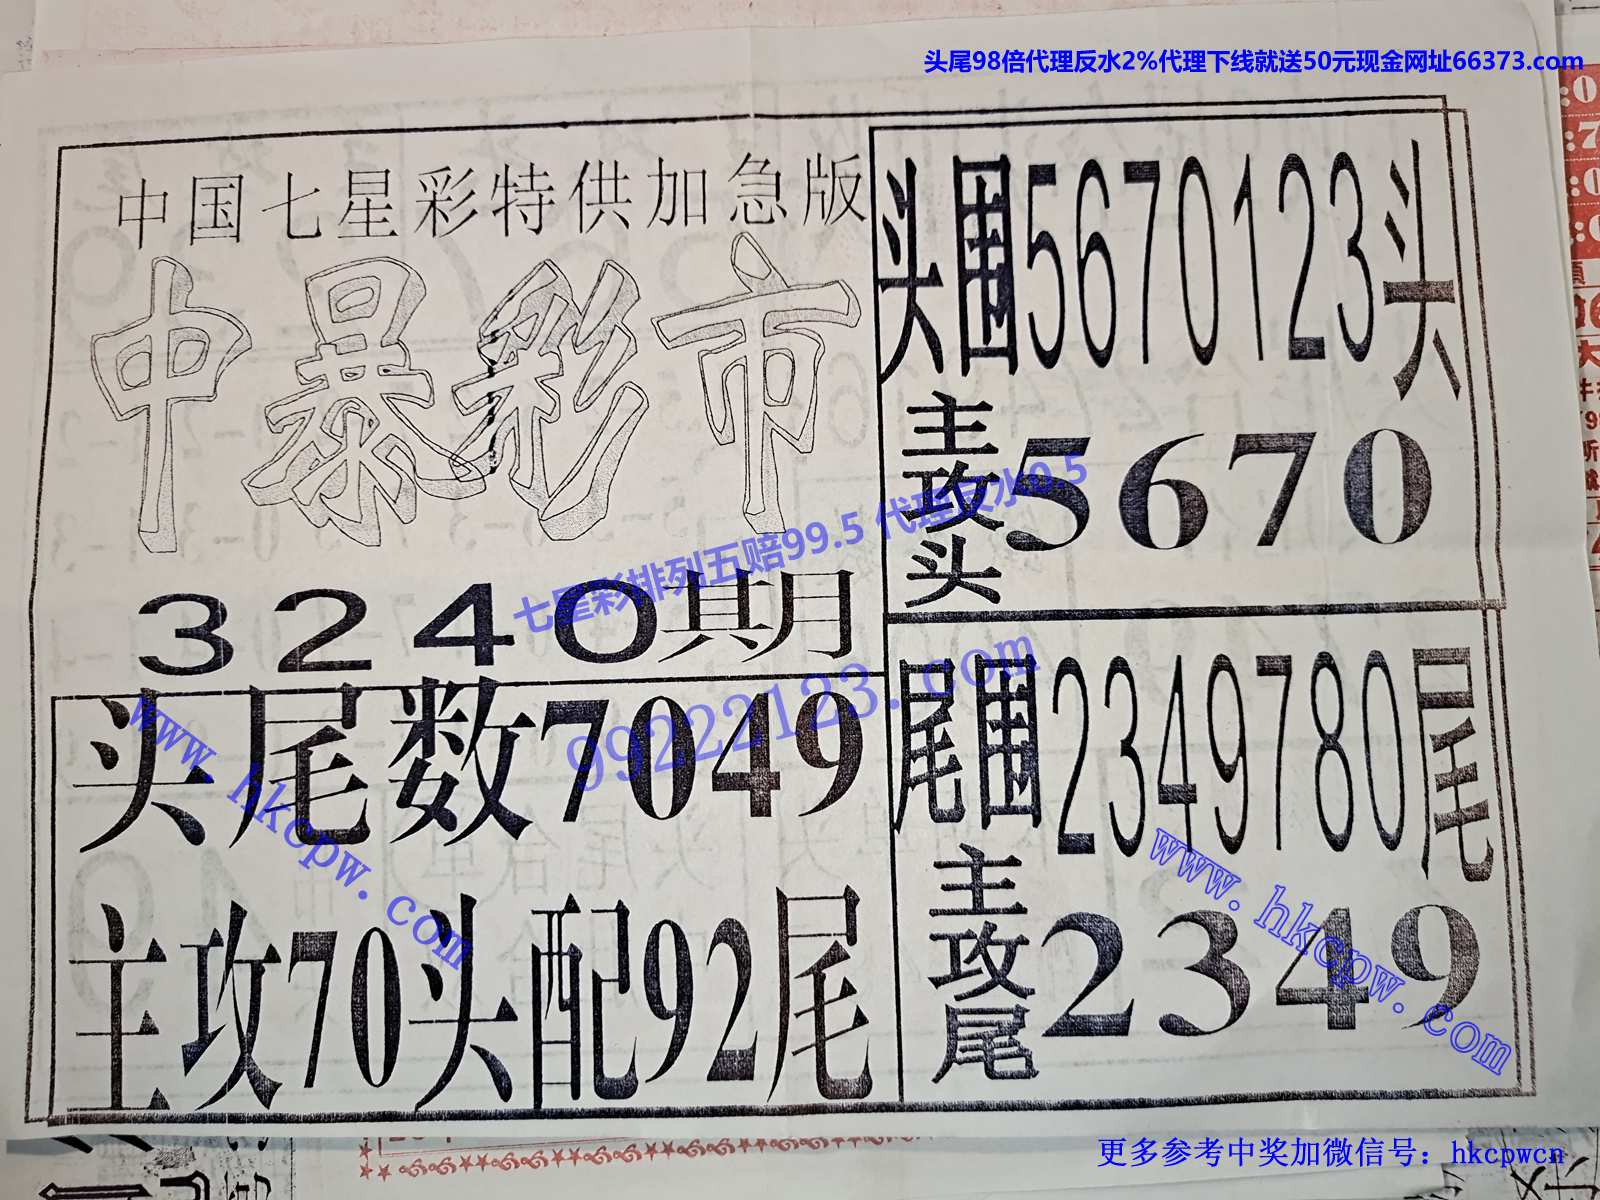 头尾98倍代理反水2%代理下线就送50元现金网址66373.com
中国七星彩特供加急版
中暴彩市
3240期
头尾数7049
主攻70头配92尾
头围5670123头
主攻头5670
尾围2349780尾
主攻尾2349
七星彩排列五赔99.5 代理反水0.5
99222123.com
www.hkcpw.com
www.hkcpw.com
更多参考中奖加微信号：hkcpwcn